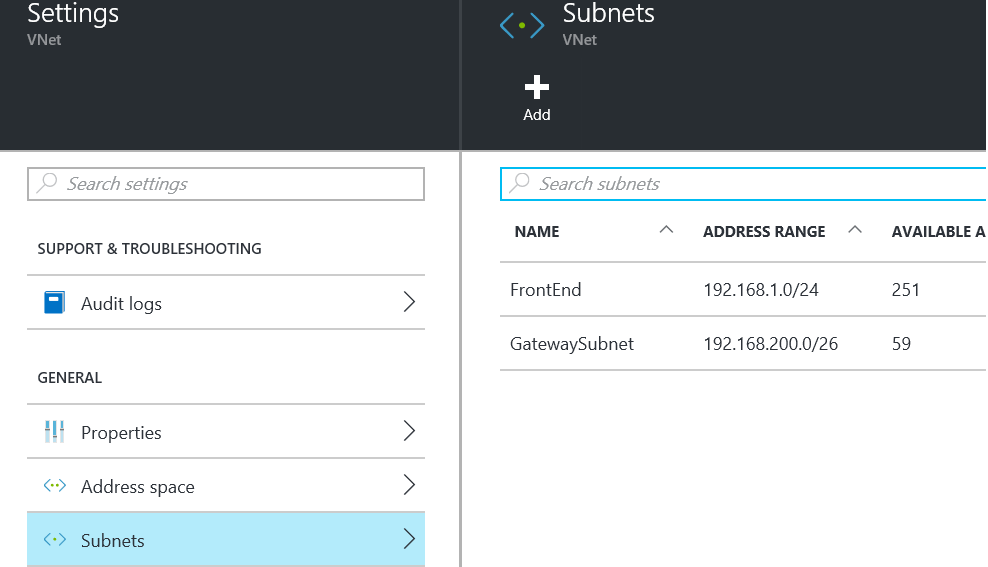 Settings
VNet
Search settings
SUPPORT & TROUBLESHOOTING
Audit logs
GENERAL
Properties
Address space
Subnets
Subnets
VNet
Add
Search subnets
NAME ADDRESS RANGE AVAILABLE A
FrontEnd 192.168.1.0/24 251
GatewaySubnet 192.168.200.0/26 59